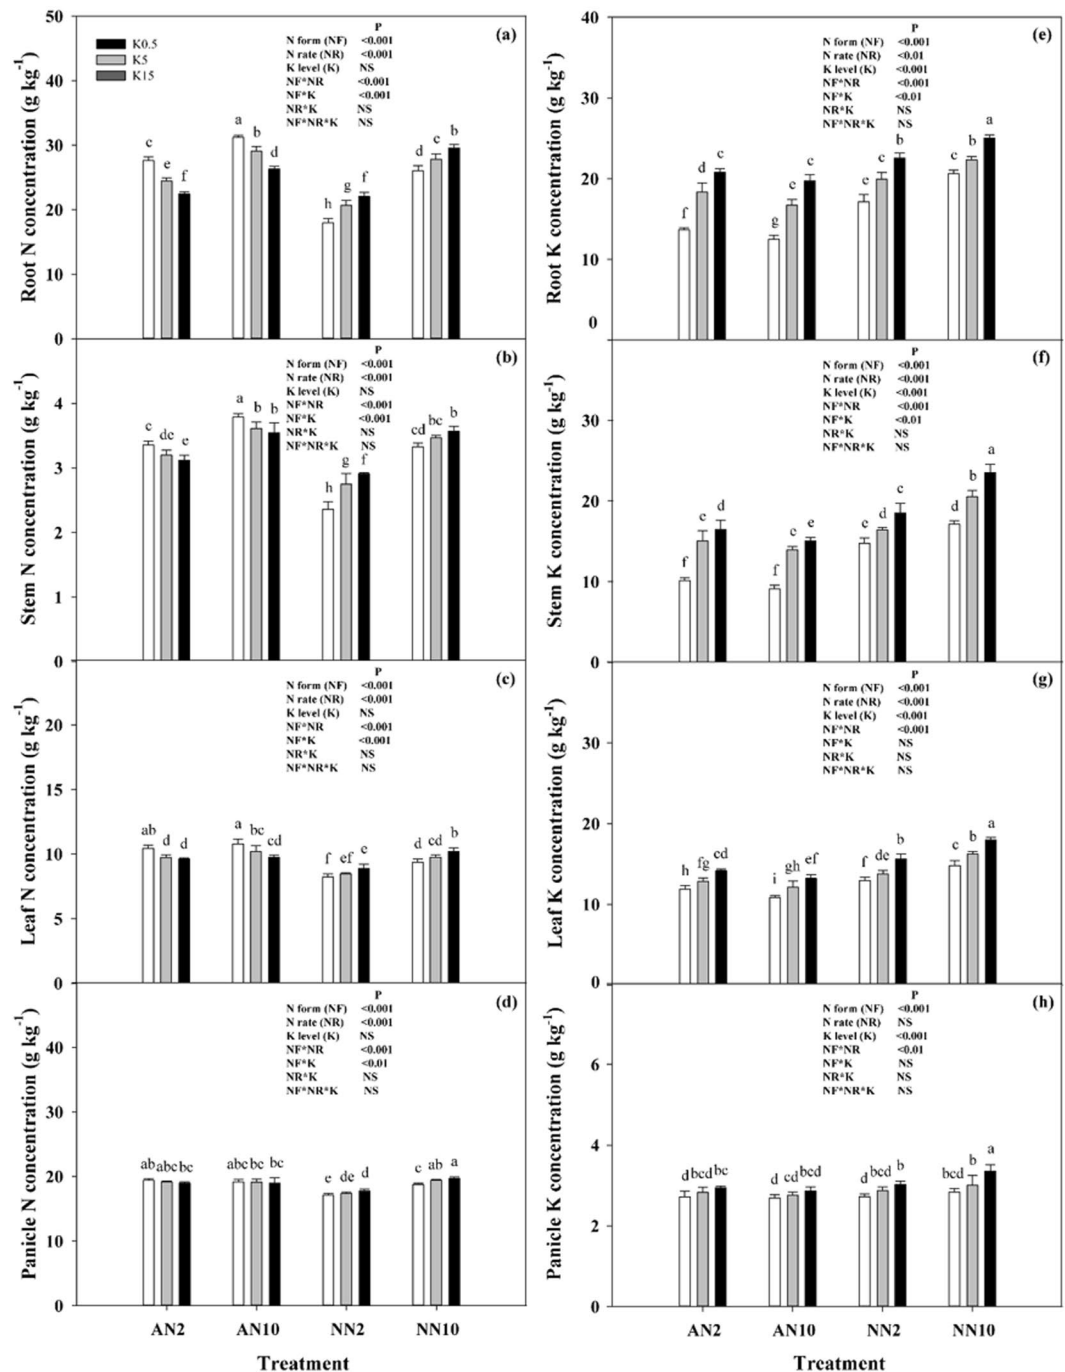 50
40
30
20
10
0
Root N concentration (g kg-1)
(a)
K0.5
K5
K15
P
N form (NF) <0.001
N rate (NR) <0.001
K level (K) NS
NF*NR <0.001
NF*K <0.001
NR*K NS
NF*NR*K NS
c e f
a b d
h g f
d c b
40
30
20
10
0
Root K concentration (g kg-1)
(e)
P
N form (NF) <0.001
N rate (NR) <0.01
K level (K) <0.001
NF*NR <0.001
NF*K <0.01
NR*K NS
NF*NR*K NS
f d c
g e c
e c b
c b a
4
3
2
1
0
Stem N concentration (g kg-1)
(b)
P
N form (NF) <0.001
N rate (NR) <0.001
K level (K) NS
NF*NR <0.001
NF*K <0.001
NR*K NS
NF*NR*K NS
c de e
a b b
h g f
cd bc b
30
20
10
0
Stem K concentration (g kg-1)
(f)
P
N form (NF) <0.001
N rate (NR) <0.001
K level (K) <0.001
NF*NR <0.001
NF*K <0.01
NR*K NS
NF*NR*K NS
f e d
f e e
e d c
d b a
20
15
10
5
0
Leaf N concentration (g kg-1)
(c)
P
N form (NF) <0.001
N rate (NR) <0.001
K level (K) NS
NF*NR <0.001
NF*K <0.001
NR*K NS
NF*NR*K NS
ab d d
a bc cd
f ef e
d cd b
30
20
10
0
Leaf K concentration (g kg-1)
(g)
P
N form (NF) <0.001
N rate (NR) <0.001
K level (K) <0.001
NF*NR <0.001
NF*K NS
NR*K NS
NF*NR*K NS
h fg cd
i gh ef
f de b
c b a
40
30
20
10
0
Panicle N concentration (g kg-1)
(d)
P
N form (NF) <0.001
N rate (NR) <0.001
K level (K) NS
NF*NR <0.001
NF*K <0.01
NR*K NS
NF*NR*K NS
ab abc bc
abc bc bc
e de d
c ab a
AN2 AN10 NN2 NN10
Treatment
6
4
2
0
Panicle K concentration (g kg-1)
(h)
P
N form (NF) <0.001
N rate (NR) NS
K level (K) <0.001
NF*NR <0.01
NF*K NS
NR*K NS
NF*NR*K NS
d bcd bc
d cd bcd
d bcd b
bcd b a
AN2 AN10 NN2 NN10
Treatment